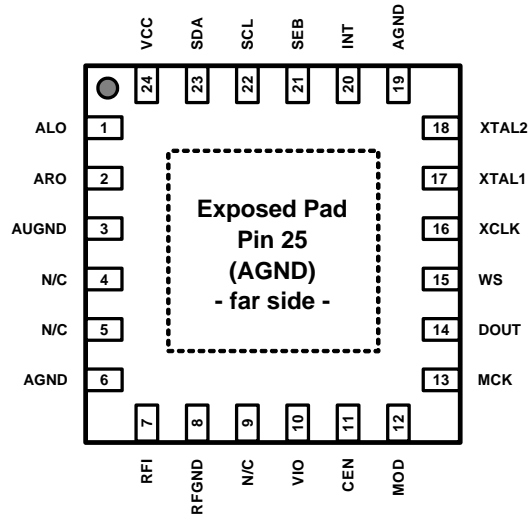 VCC SDA SCL SEB INT AGND
24 23 22 21 20 19
ALO 1 18 XTAL2
ARO 2 17 XTAL1
AUGND 3 16 XCLK
N/C 4 15 WS
N/C 5 14 DOUT
AGND 6 13 MCK
Exposed Pad
Pin 25
(AGND)
- far side -
7 8 9 10 11 12
RFI RFGND N/C VIO CEN MOD